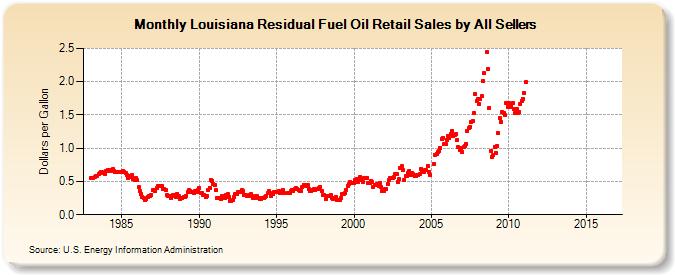 Monthly Louisiana Residual Fuel Oil Retail Sales by All Sellers
Dollars per Gallon
2.5
2.0
1.5
1.0
0.5
0.0
1985 1990 1995 2000 2005 2010 2015
Source: U.S. Energy Information Administration